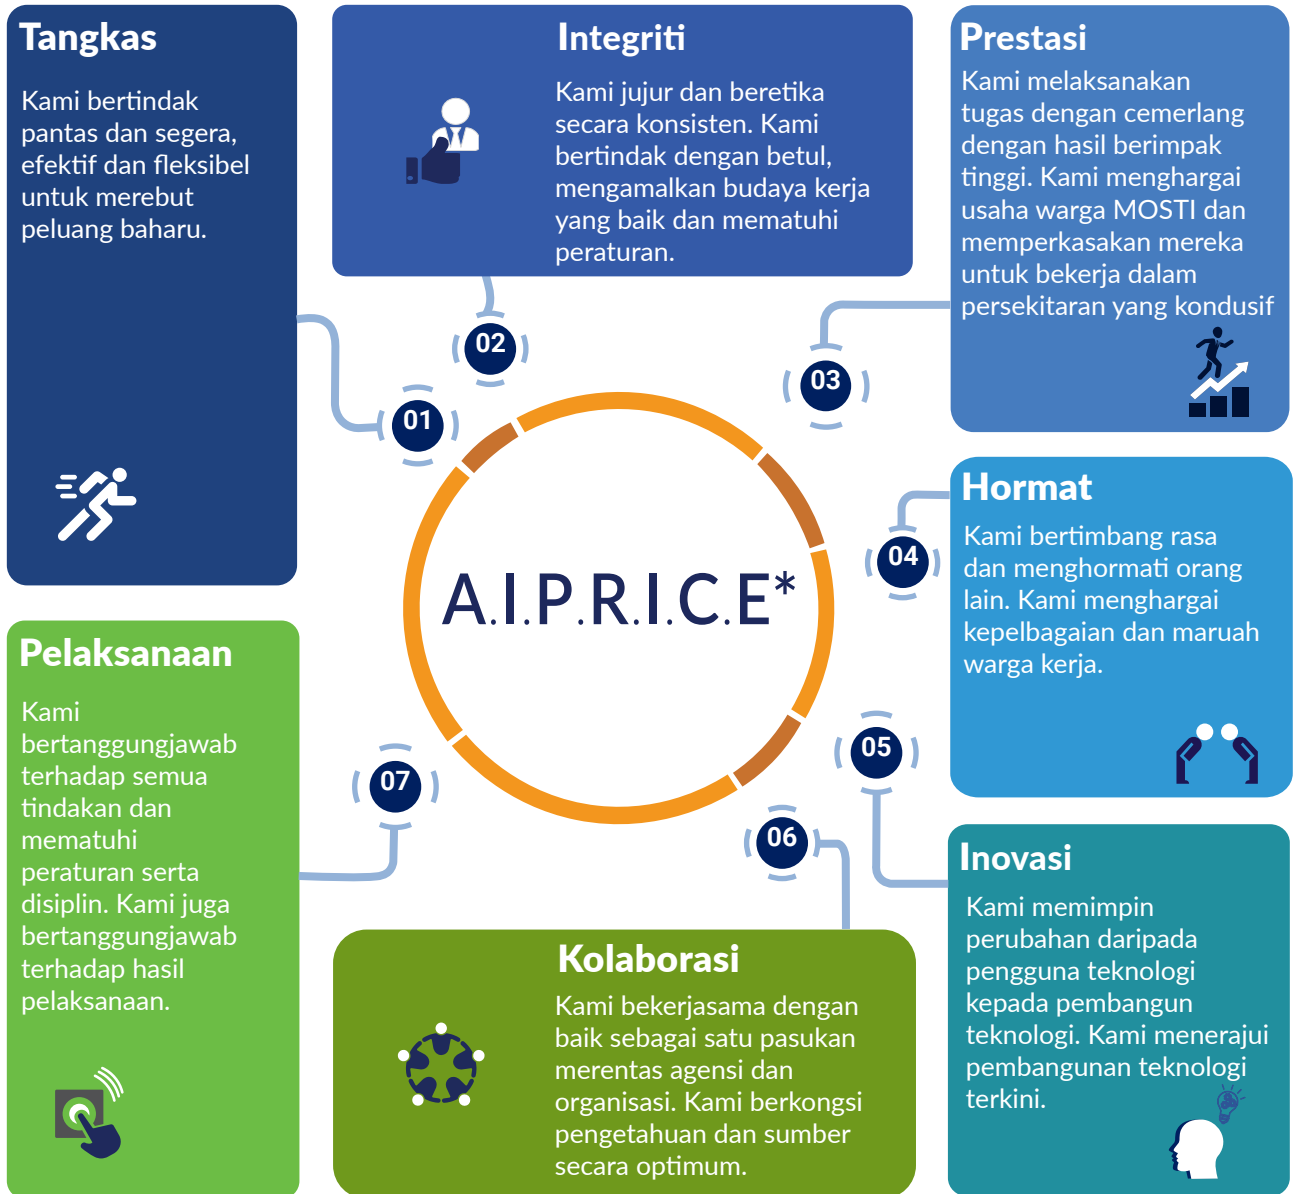 Tangkas
Kami bertindak
pantas dan segera,
efektif dan fleksibel
untuk merebut
peluang baharu.
01
Integriti
Kami jujur dan beretika
secara konsisten. Kami
bertindak dengan betul,
mengamalkan budaya kerja
yang baik dan mematuhi
peraturan.
02
Prestasi
Kami melaksanakan
tugas dengan cemerlang
dengan hasil berimpak
tinggi. Kami menghargai
usaha warga MOSTI dan
memperkasakan mereka
untuk bekerja dalam
persekitaran yang kondusif
03
A.I.P.R.I.C.E*
Hormat
Kami bertimbang rasa
dan menghormati orang
lain. Kami menghargai
kepelbagaian dan maruah
warga kerja.
04
Inovasi
Kami memimpin
perubahan daripada
pengguna teknologi
kepada pembangun
teknologi. Kami menerajui
pembangunan teknologi
terkini.
05
Kolaborasi
Kami bekerjasama dengan
baik sebagai satu pasukan
merentas agensi dan
organisasi. Kami berkongsi
pengetahuan dan sumber
secara optimum.
06
Pelaksanaan
Kami
bertanggungjawab
terhadap semua
tindakan dan
mematuhi
peraturan serta
disiplin. Kami juga
bertanggungjawab
terhadap hasil
pelaksanaan.
07